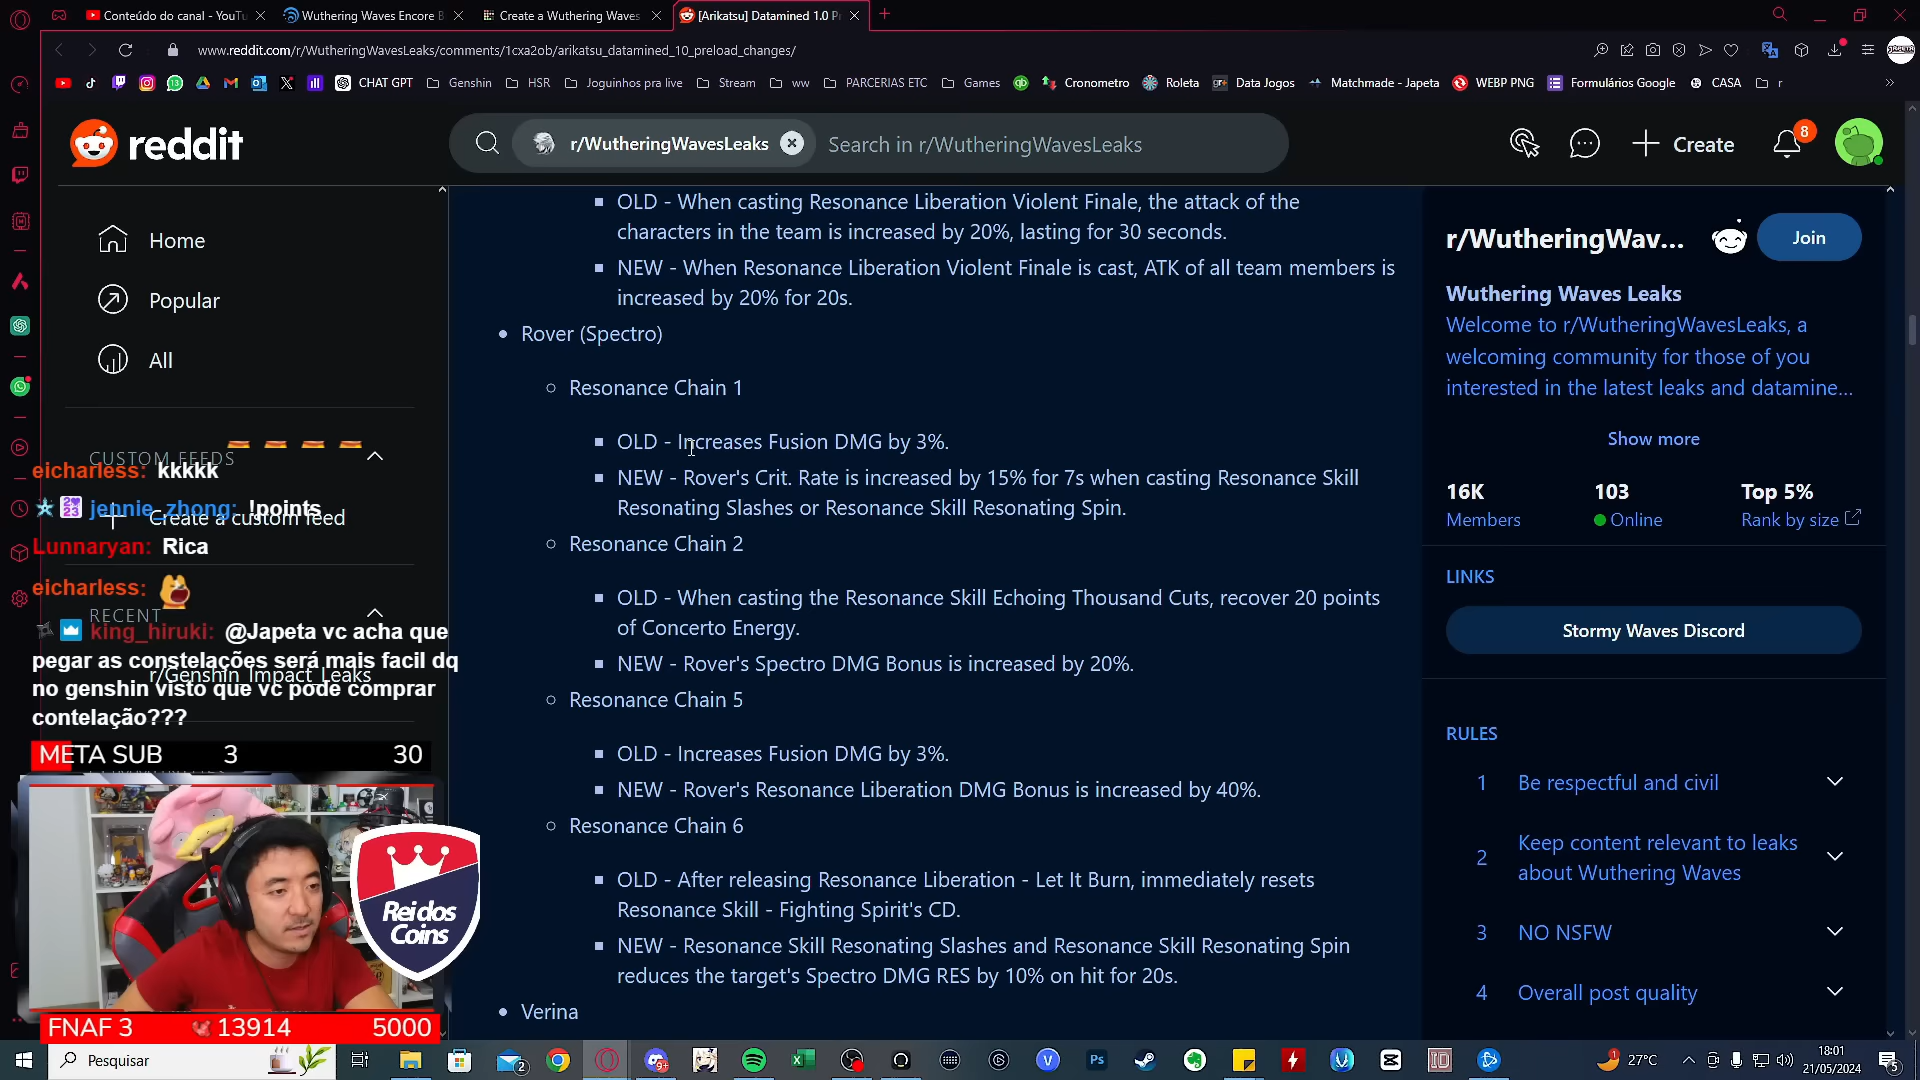 Conteúdo do canal - YouTu
Wuthering Waves Encore B
Create a Wuthering Waves
[Arikatsu] Datamined 1.0 P
www.reddit.com/r/WutheringWavesLeaks/comments/1cxa2ob/arikatsu_datamined_10_preload_changes/
CHAT GPT
Genshin
HSR
Joguinhos pra live
Stream
ww
PARCERIAS ETC
Games
Cronometro
Roleta
Data Jogos
Matchmade - Japeta
WEBP PNG
Formulários Google
CASA
r
reddit
r/WutheringWavesLeaks
Search in r/WutheringWavesLeaks
Create
8
Home
Popular
All
CUSTOM FEEDS
Create a custom feed
RECENT
r/Genshin_Impact_Leaks
eicharless: kkkkk
jennie_zhong: !points
Lunnaryan: Rica
eicharless:
king_hiruki: @Japeta vc acha que
pegar as constelações será mais facil dq
no genshin visto que vc pode comprar
contelação???
META SUB 3 30
Rei dos
Coins
FNAF 3 13914 5000
OLD - When casting Resonance Liberation Violent Finale, the attack of the
characters in the team is increased by 20%, lasting for 30 seconds.
NEW - When Resonance Liberation Violent Finale is cast, ATK of all team members is
increased by 20% for 20s.
Rover (Spectro)
Resonance Chain 1
OLD - Increases Fusion DMG by 3%.
NEW - Rover's Crit. Rate is increased by 15% for 7s when casting Resonance Skill
Resonating Slashes or Resonance Skill Resonating Spin.
Resonance Chain 2
OLD - When casting the Resonance Skill Echoing Thousand Cuts, recover 20 points
of Concerto Energy.
NEW - Rover's Spectro DMG Bonus is increased by 20%.
Resonance Chain 5
OLD - Increases Fusion DMG by 3%.
NEW - Rover's Resonance Liberation DMG Bonus is increased by 40%.
Resonance Chain 6
OLD - After releasing Resonance Liberation - Let It Burn, immediately resets
Resonance Skill - Fighting Spirit's CD.
NEW - Resonance Skill Resonating Slashes and Resonance Skill Resonating Spin
reduces the target's Spectro DMG RES by 10% on hit for 20s.
Verina
r/WutheringWav...
Join
Wuthering Waves Leaks
Welcome to r/WutheringWavesLeaks, a
welcoming community for those of you
interested in the latest leaks and datamine...
Show more
16K 103 Top 5%
Members Online Rank by size
LINKS
Stormy Waves Discord
RULES
1 Be respectful and civil
2 Keep content relevant to leaks
about Wuthering Waves
3 NO NSFW
4 Overall post quality
Pesquisar
27°C
18:01
21/05/2024